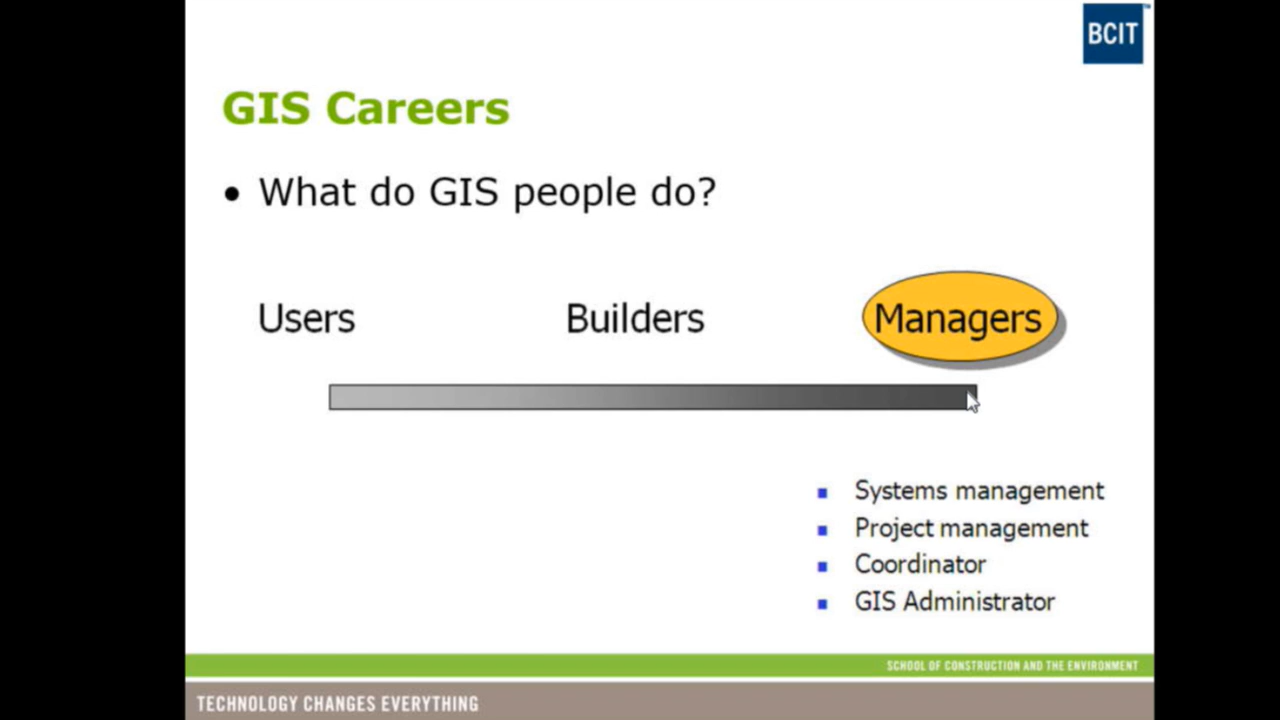 BCIT
GIS Careers
• What do GIS people do?
Users Builders Managers
Systems management
Project management
Coordinator
GIS Administrator
SCHOOL OF CONSTRUCTION AND THE ENVIRONMENT
TECHNOLOGY CHANGES EVERYTHING